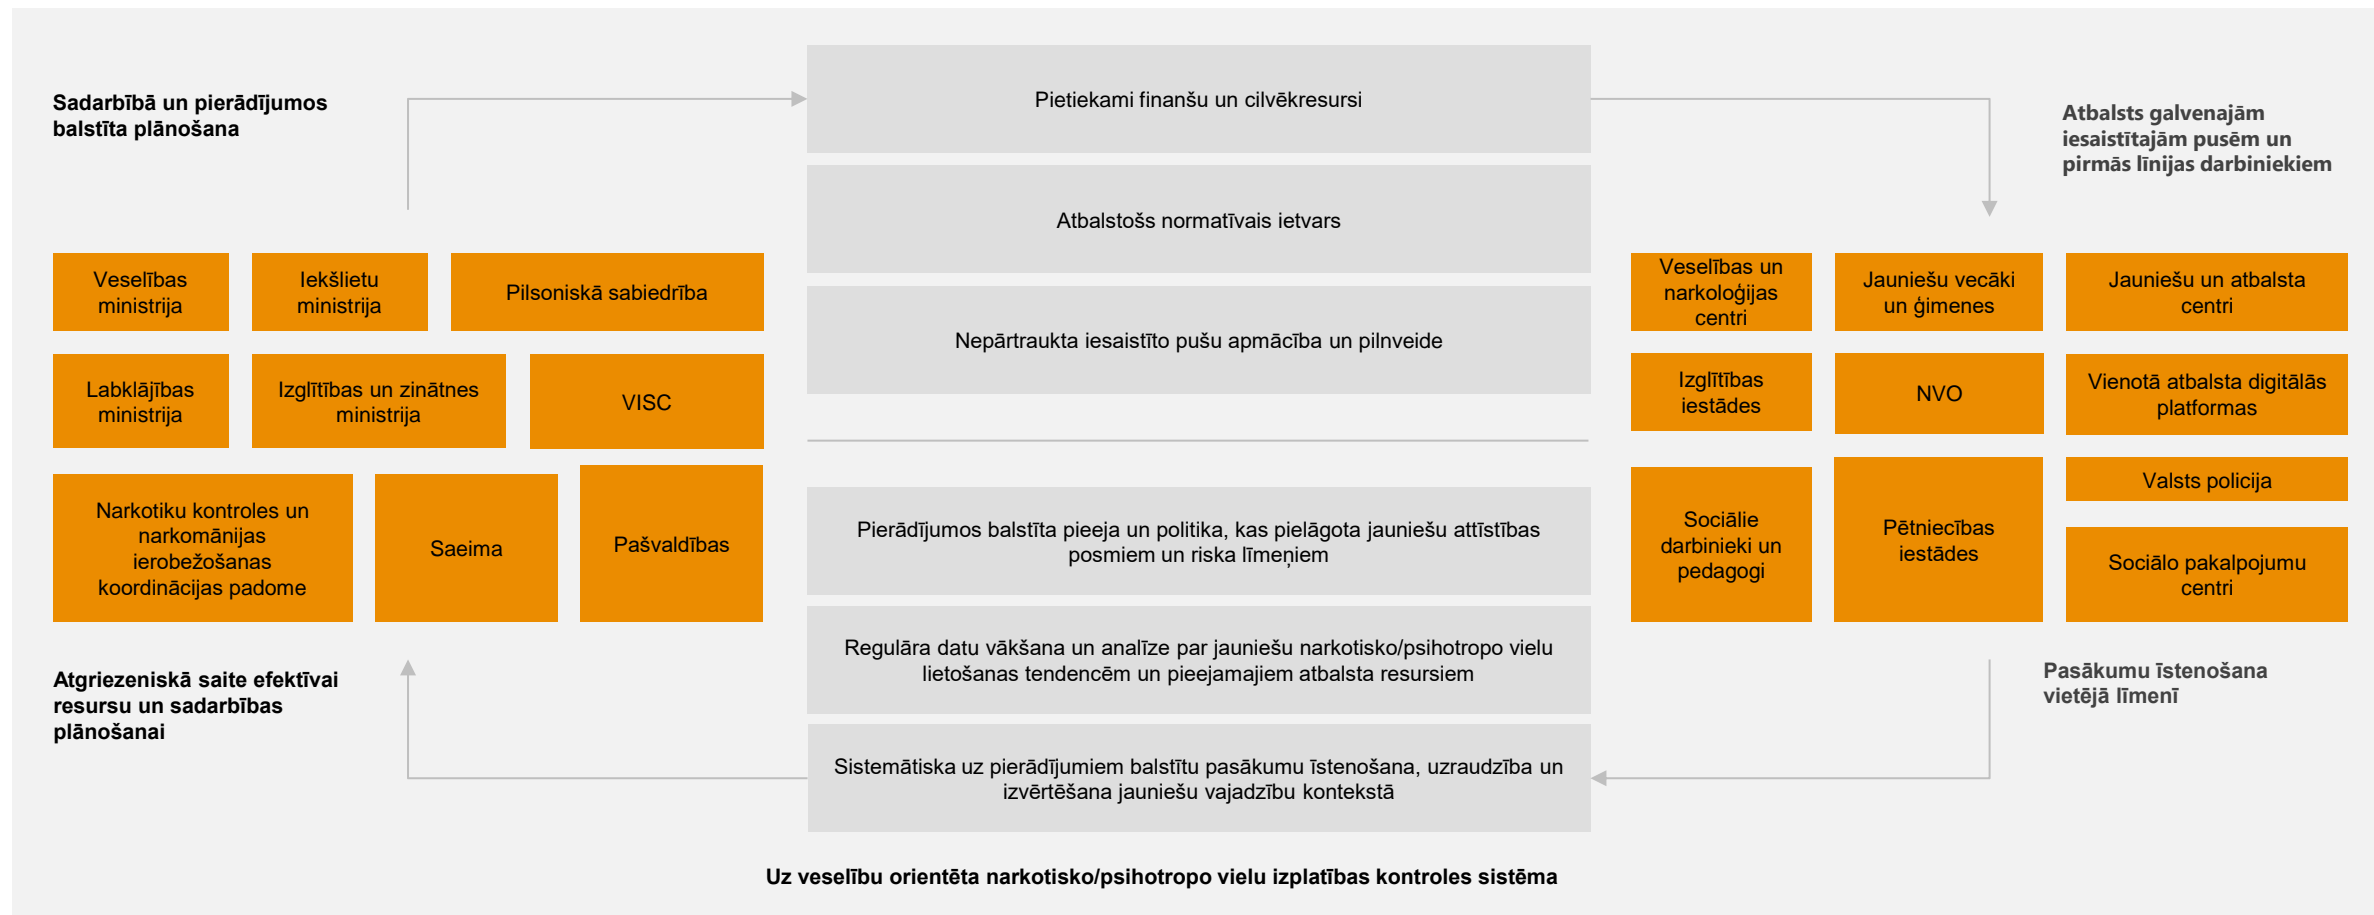 Sadarbībā un pierādījumos
balstīta plānošana
Pietiekami finanšu un cilvēkresursi
Atbalsts galvenajām
iesaistītajām pusēm un
pirmās līnijas darbiniekiem
Atbalstošs normatīvais ietvars
Nepārtraukta iesaistīto pušu apmācība un pilnveide
Veselības
ministrija
Iekšlietu
ministrija
Pilsoniskā sabiedrība
Labklājības
ministrija
Izglītības un zinātnes
ministrija
VISC
Narkotiku kontroles un
narkomānijas
ierobežošanas
koordinācijas padome
Saeima
Pašvaldības
Veselības un
narkoloģijas
centri
Jauniešu vecāki
un ģimenes
Jauniešu un atbalsta
centri
Izglītības
iestādes
NVO
Vienotā atbalsta digitālās
platformas
Sociālie
darbinieki un
pedagogi
Pētniecības
iestādes
Valsts policija
Sociālo pakalpojumu
centri
Pierādījumos balstīta pieeja un politika, kas pielāgota jauniešu attīstības
posmiem un riska līmeņiem
Regulāra datu vākšana un analīze par jauniešu narkotisko/psihotropo vielu
lietošanas tendencēm un pieejamajiem atbalsta resursiem
Sistemātiska uz pierādījumiem balstītu pasākumu īstenošana, uzraudzība un
izvērtēšana jauniešu vajadzību kontekstā
Atgriezeniskā saite efektīvai
resursu un sadarbības
plānošanai
Pasākumu īstenošana
vietējā līmenī
Uz veselību orientēta narkotisko/psihotropo vielu izplatības kontroles sistēma